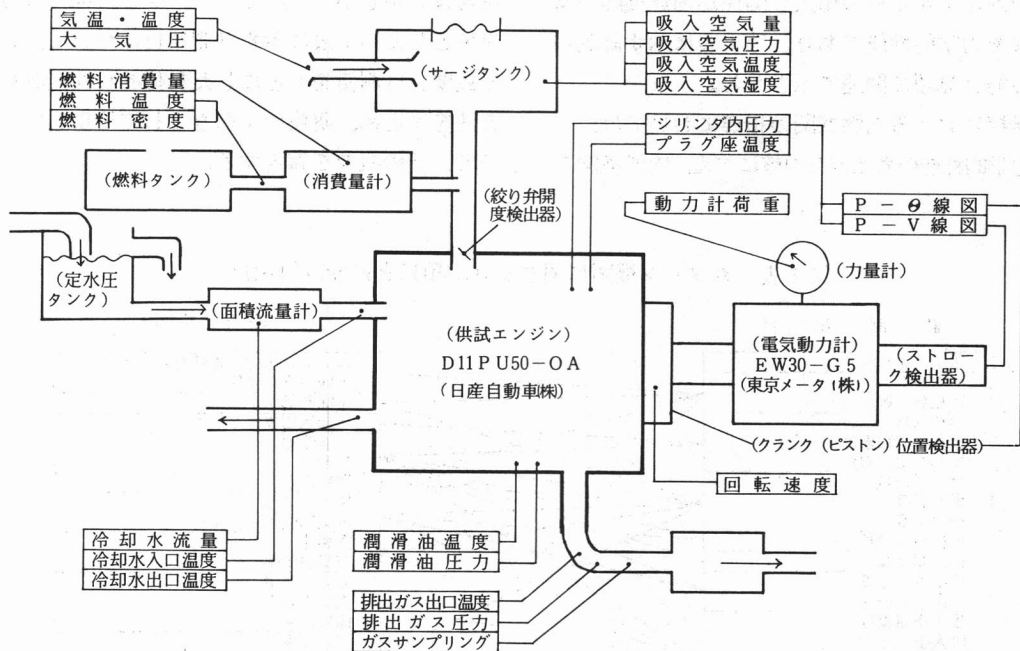 気温・温度
大気圧
燃料消費量
燃料温度
燃料密度
(サージタンク)
吸入空気量
吸入空気圧力
吸入空気温度
吸入空気湿度
シリンダ内圧力
プラグ座温度
(燃料タンク)
(消費量計)
(絞り弁開
度検出器)
動力計荷重
P-θ線図
P-V線図
(力量計)
(定水圧
タンク)
(面積流量計)
(供試エンジン)
D11PU50-OA
(日産自動車㈱)
(電気動力計)
EW30-G5
(東京メータ(株))
(ストロー
ク検出器)
(クランク(ピストン)位置検出器)
回転速度
冷却水流量
冷却水入口温度
冷却水出口温度
潤滑油温度
潤滑油圧力
排出ガス出口温度
排出ガス圧力
ガスサンプリング